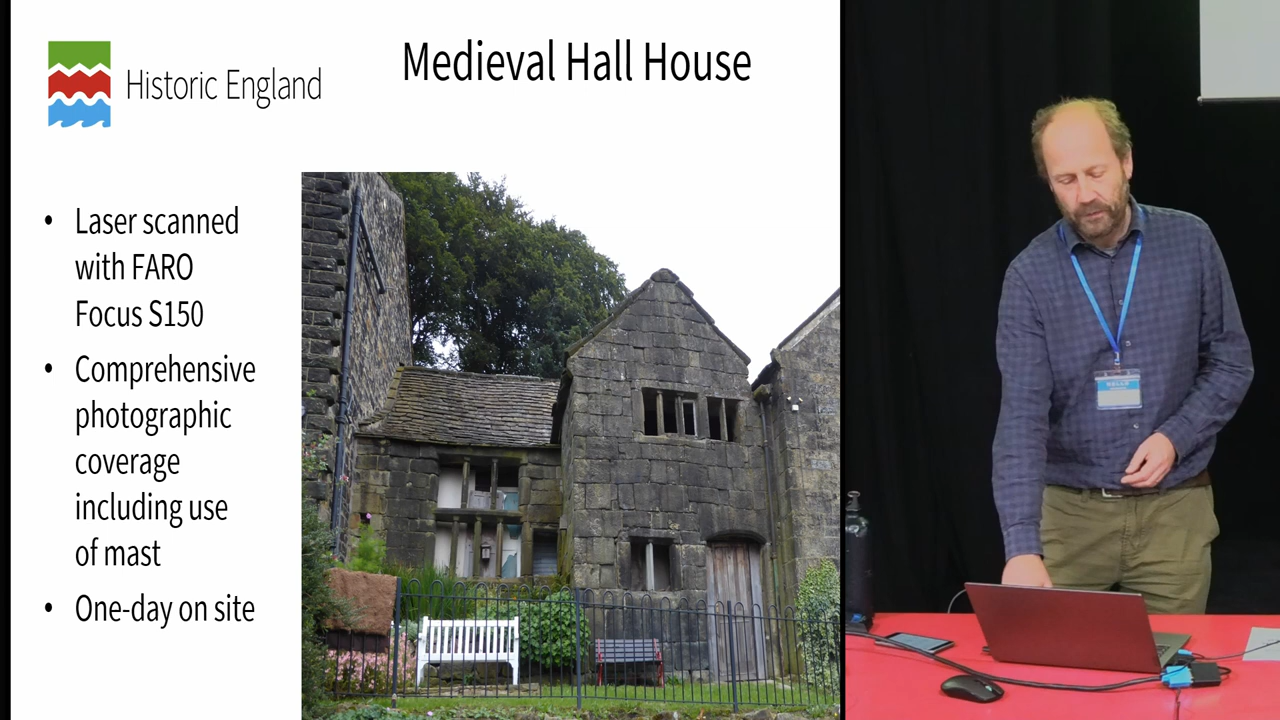 Historic England
Medieval Hall House
• Laser scanned
with FARO
Focus S150
• Comprehensive
photographic
coverage
including use
of mast
• One-day on site